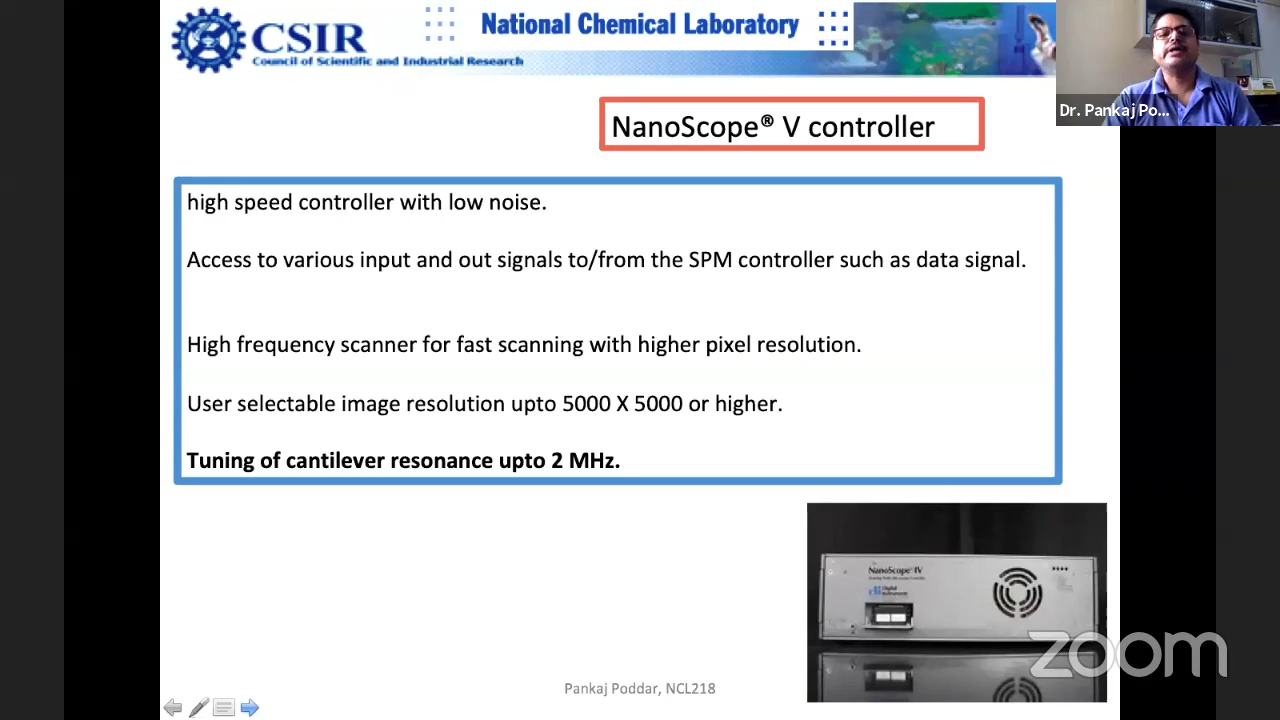 CSIR
Council of Scientific and Industrial Research
National Chemical Laboratory
Dr. Pankaj Po...
NanoScope® V controller
high speed controller with low noise.
Access to various input and out signals to/from the SPM controller such as data signal.
High frequency scanner for fast scanning with higher pixel resolution.
User selectable image resolution upto 5000 X 5000 or higher.
Tuning of cantilever resonance upto 2 MHz.
NanoScope® IV
Digital
Instruments
zoom
Pankaj Poddar, NCL218